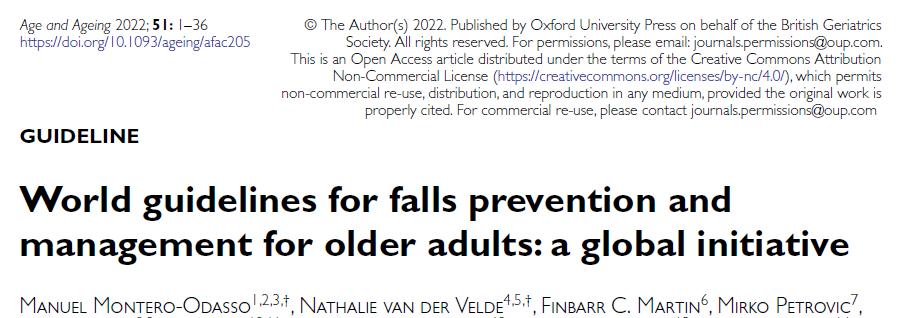 Age and Ageing 2022; 51: 1–36
https://doi.org/10.1093/ageing/afac205
© The Author(s) 2022. Published by Oxford University Press on behalf of the British Geriatrics
Society. All rights reserved. For permissions, please email: journals.permissions@oup.com.
This is an Open Access article distributed under the terms of the Creative Commons Attribution
Non-Commercial License (https://creativecommons.org/licenses/by-nc/4.0/), which permits
non-commercial re-use, distribution, and reproduction in any medium, provided the original work is
properly cited. For commercial re-use, please contact journals.permissions@oup.com
GUIDELINE
World guidelines for falls prevention and
management for older adults: a global initiative
Manuel Montero-Odasso1,2,3,†, Nathalie van der Velde4,5,†, Finbarr C. Martin6, Mirko Petrovic7,